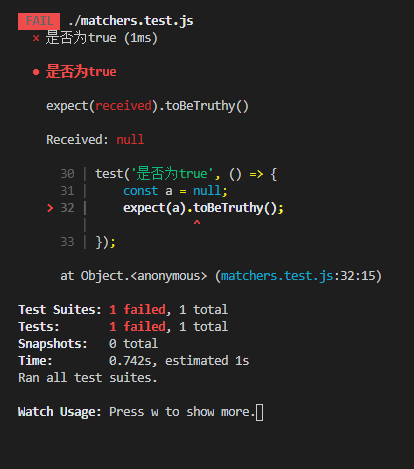 FAIL ./matchers.test.js
× 是否为true (1ms)
● 是否为true
expect(received).toBeTruthy()
Received: null
30 | test('是否为true', () => {
31 |     const a = null;
> 32 |     expect(a).toBeTruthy();
|               ^
33 | });
at Object.<anonymous> (matchers.test.js:32:15)
Test Suites: 1 failed, 1 total
Tests:       1 failed, 1 total
Snapshots:   0 total
Time:        0.742s, estimated 1s
Ran all test suites.
Watch Usage: Press w to show more.